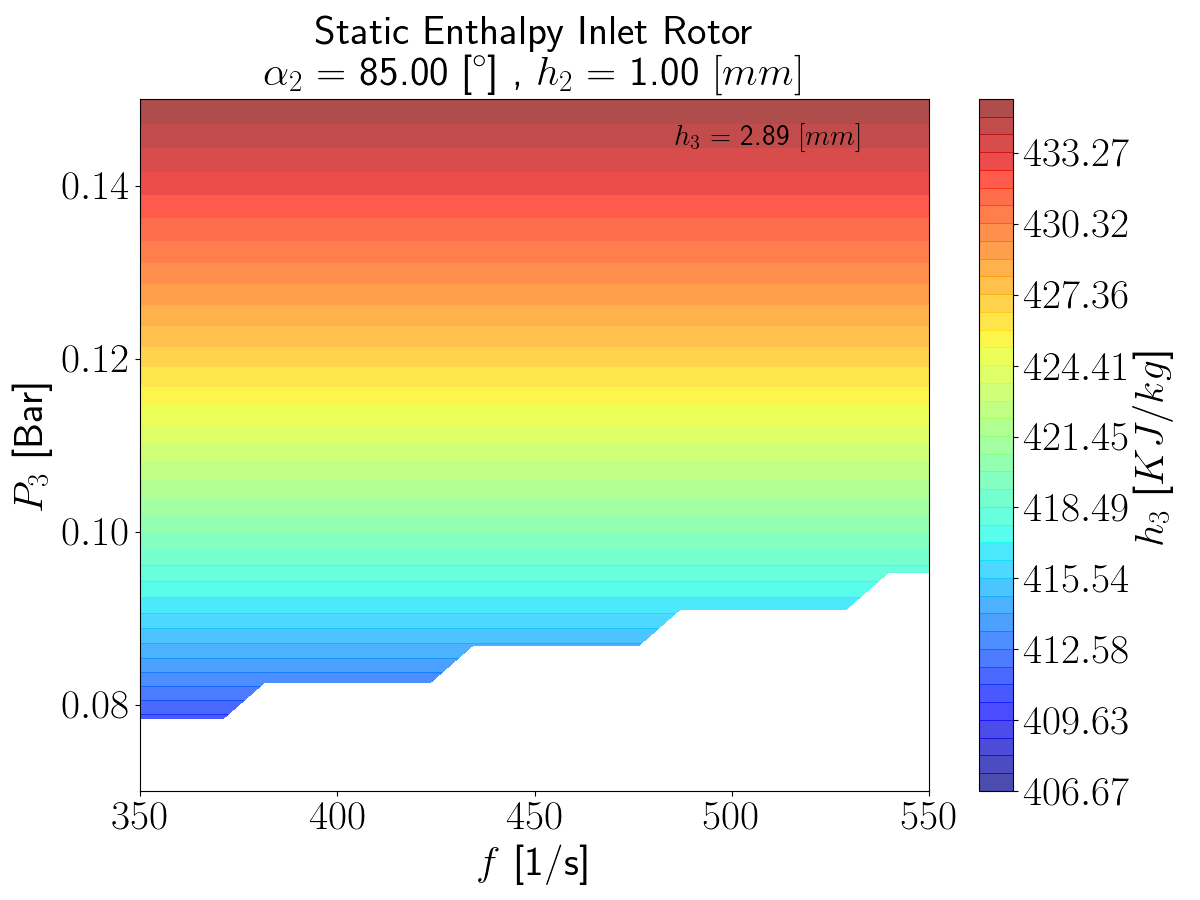 Static Enthalpy Inlet Rotor
α₂ = 85.00 [°] , h₂ = 1.00 [mm]
h₃ = 2.89 [mm]
0.14
0.12
0.10
0.08
P₃ [Bar]
350 400 450 500 550
f [1/s]
433.27
430.32
427.36
424.41
421.45
418.49
415.54
412.58
409.63
406.67
h₃ [KJ/kg]